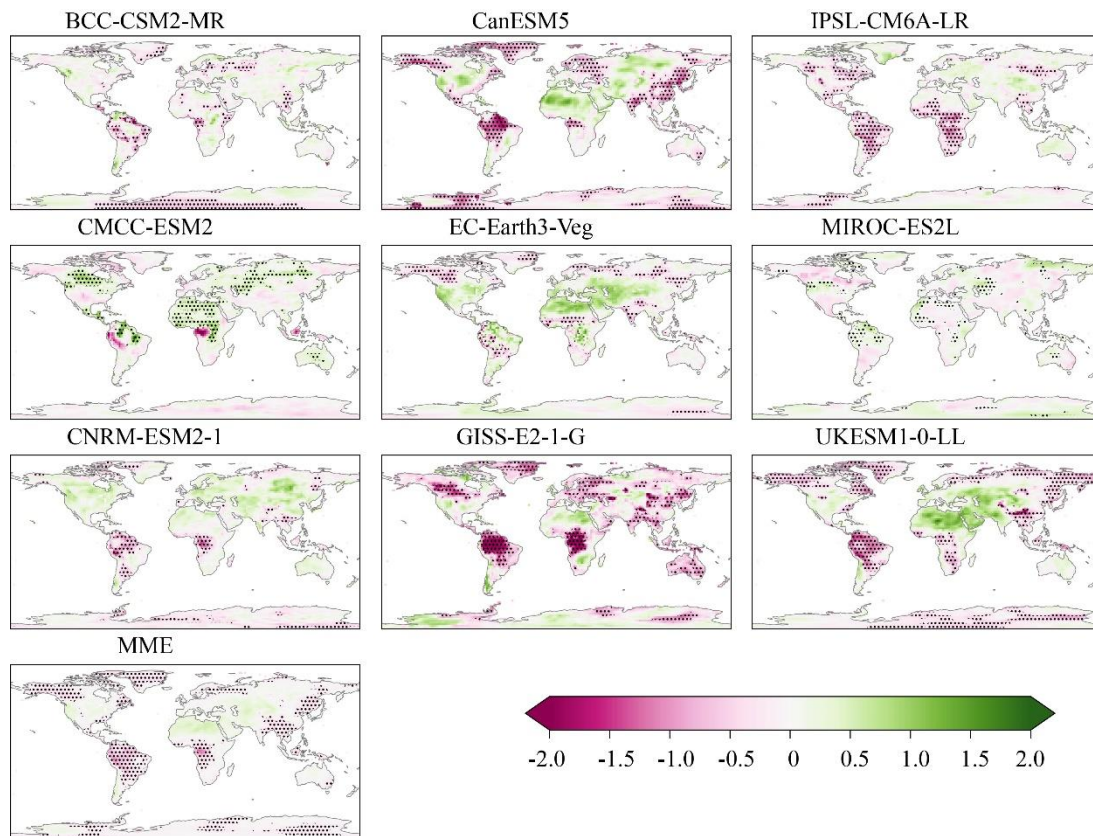 BCC-CSM2-MR CanESM5 IPSL-CM6A-LR
CMCC-ESM2 EC-Earth3-Veg MIROC-ES2L
CNRM-ESM2-1 GISS-E2-1-G UKESM1-0-LL
MME
-2.0 -1.5 -1.0 -0.5 0 0.5 1.0 1.5 2.0